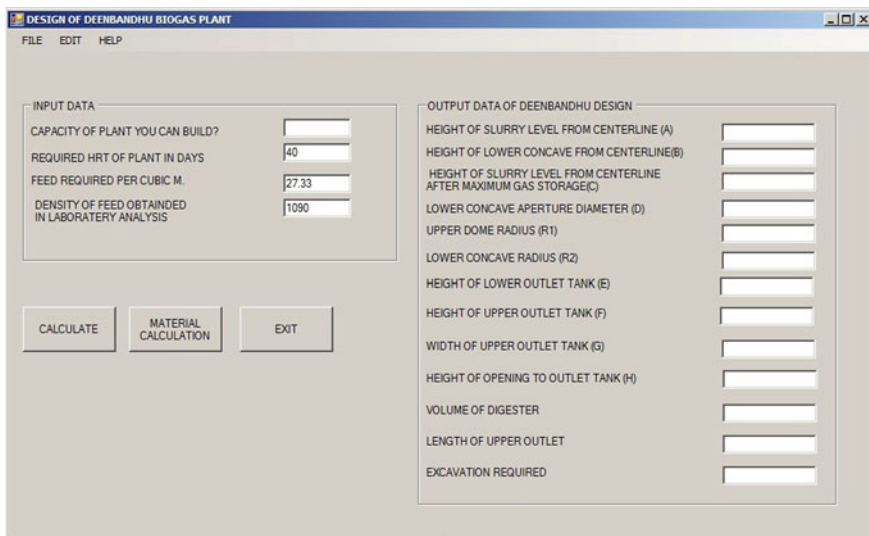 DESIGN OF DEENBANDHU BIOGAS PLANT
FILE EDIT HELP
INPUT DATA
CAPACITY OF PLANT YOU CAN BUILD?
REQUIRED HRT OF PLANT IN DAYS 40
FEED REQUIRED PER CUBIC M. 27.33
DENSITY OF FEED OBTAINDED
IN LABORATERY ANALYSIS 1090
CALCULATE
MATERIAL
CALCULATION
EXIT
OUTPUT DATA OF DEENBANDHU DESIGN
HEIGHT OF SLURRY LEVEL FROM CENTERLINE (A)
HEIGHT OF LOWER CONCAVE FROM CENTERLINE(B)
HEIGHT OF SLURRY LEVEL FROM CENTERLINE
AFTER MAXIMUM GAS STORAGE(C)
LOWER CONCAVE APERTURE DIAMETER (D)
UPPER DOME RADIUS (R1)
LOWER CONCAVE RADIUS (R2)
HEIGHT OF LOWER OUTLET TANK (E)
HEIGHT OF UPPER OUTLET TANK (F)
WIDTH OF UPPER OUTLET TANK (G)
HEIGHT OF OPENING TO OUTLET TANK (H)
VOLUME OF DIGESTER
LENGTH OF UPPER OUTLET
EXCAVATION REQUIRED